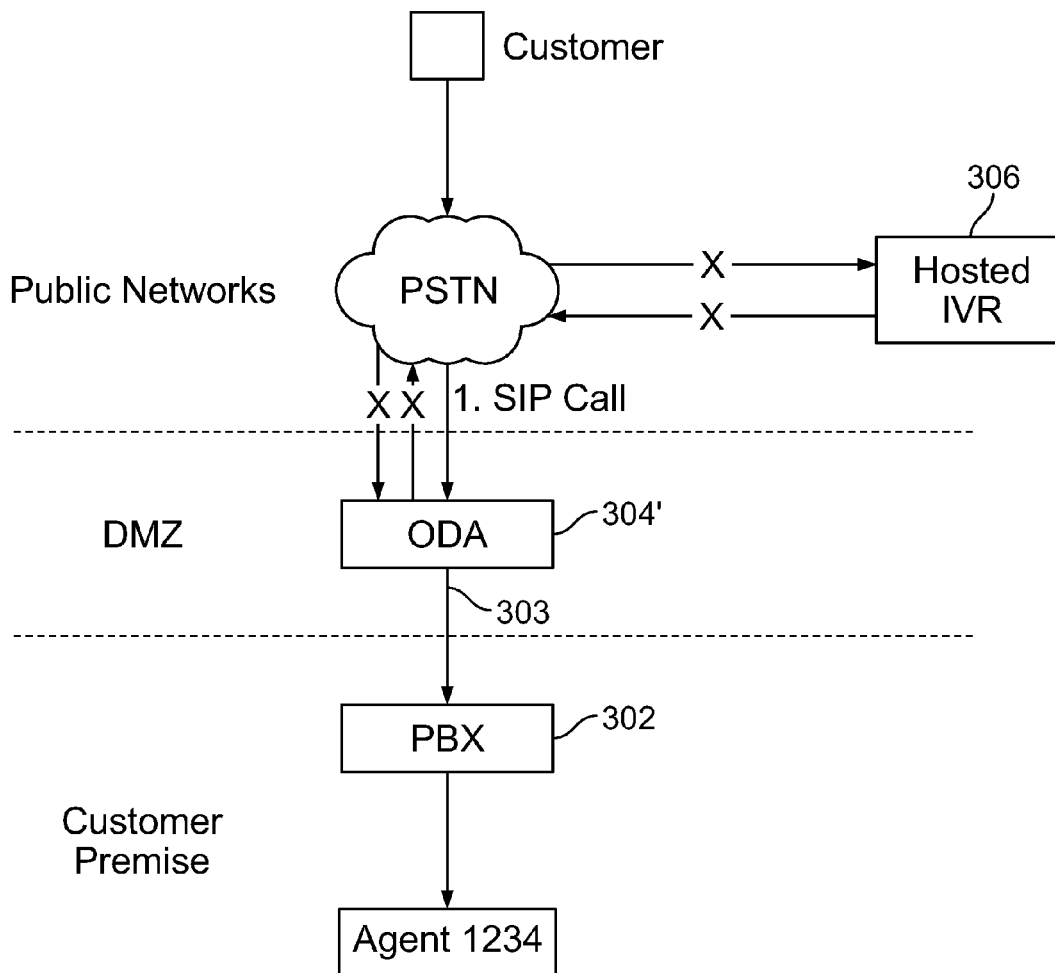 Customer
306
Public Networks
PSTN
X
Hosted
IVR
X
X
X
1. SIP Call
DMZ
ODA
304'
303
PBX
302
Customer
Premise
Agent 1234